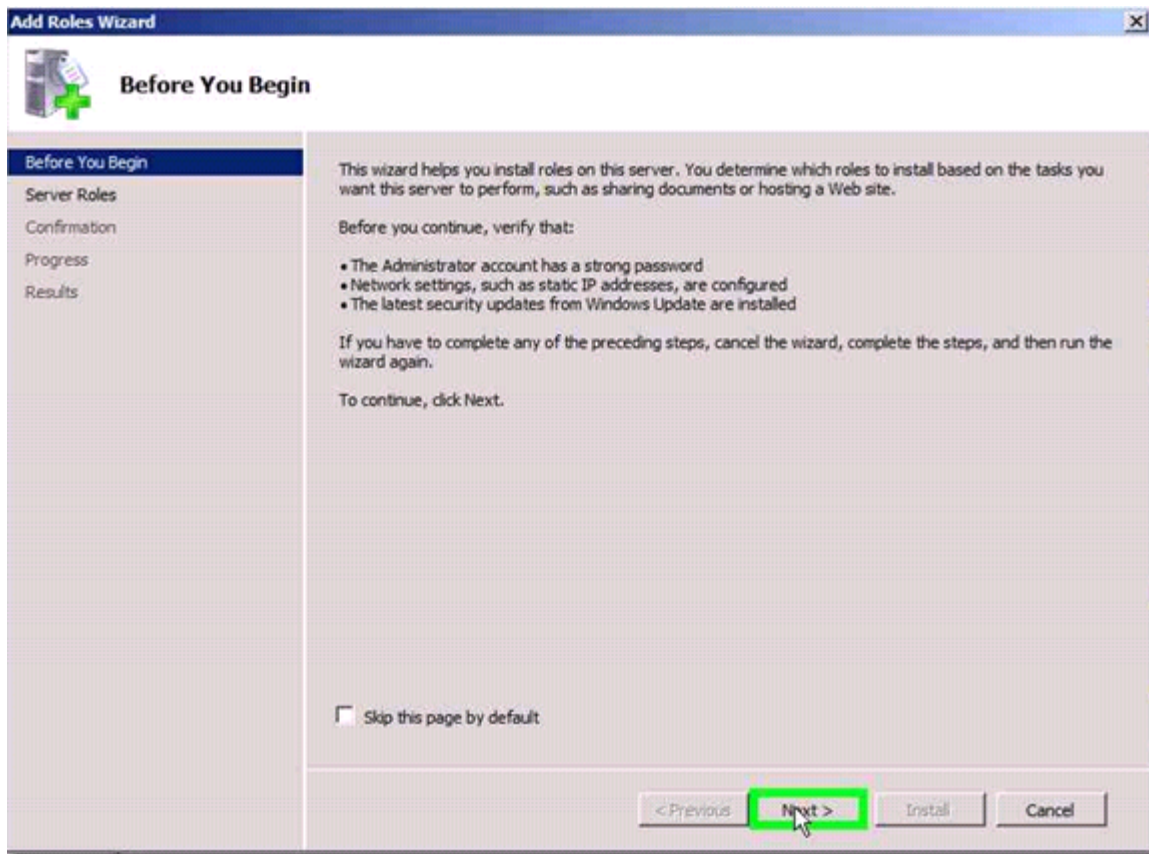 Add Roles Wizard
Before You Begin
Before You Begin
Server Roles
Confirmation
Progress
Results
This wizard helps you install roles on this server. You determine which roles to install based on the tasks you
want this server to perform, such as sharing documents or hosting a Web site.
Before you continue, verify that:
• The Administrator account has a strong password
• Network settings, such as static IP addresses, are configured
• The latest security updates from Windows Update are installed
If you have to complete any of the preceding steps, cancel the wizard, complete the steps, and then run the
wizard again.
To continue, click Next.
Skip this page by default
< Previous
Next >
Install
Cancel